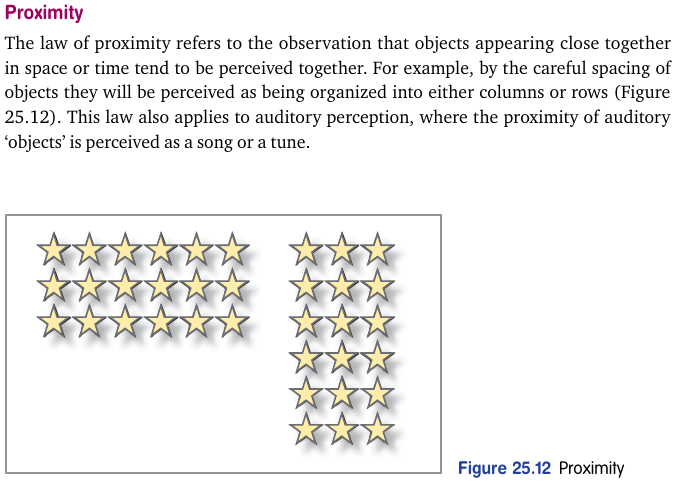 Proximity
The law of proximity refers to the observation that objects appearing close together
in space or time tend to be perceived together. For example, by the careful spacing of
objects they will be perceived as being organized into either columns or rows (Figure
25.12). This law also applies to auditory perception, where the proximity of auditory
‘objects’ is perceived as a song or a tune.
Figure 25.12 Proximity